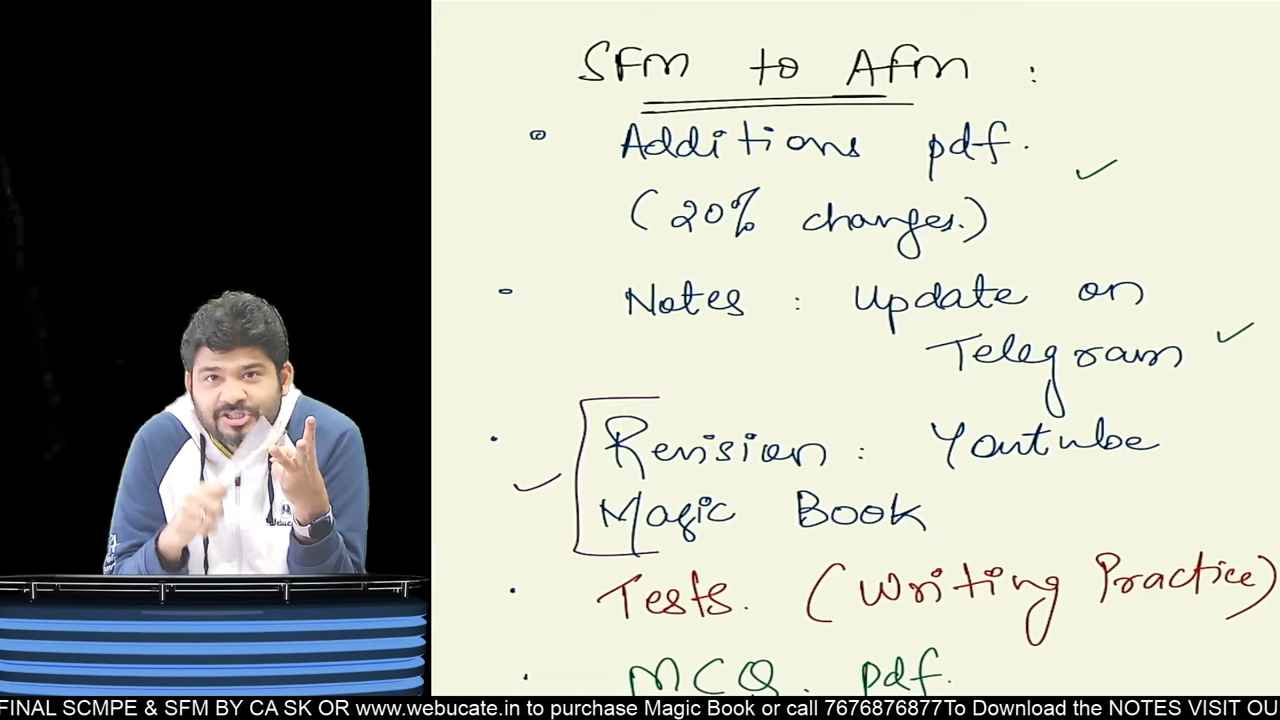 SFM to AFM :
Additions pdf.
(20% changes.)
Notes : Update on
Telegram
Revision : Youtube
Magic Book
Tests. (Writing Practice)
MCQ. pdf.
FINAL SCMPE & SFM BY CA SK OR www.webucate.in to purchase Magic Book or call 7676876877To Download the NOTES VISIT OU